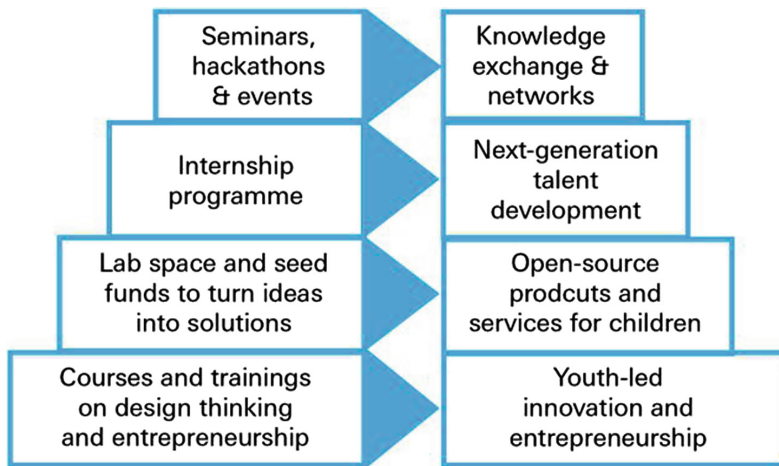 Seminars,
hackathons
& events
Knowledge
exchange &
networks
Internship
programme
Next-generation
talent
development
Lab space and seed
funds to turn ideas
into solutions
Open-source
prodcuts and
services for children
Courses and trainings
on design thinking
and entrepreneurship
Youth-led
innovation and
entrepreneurship